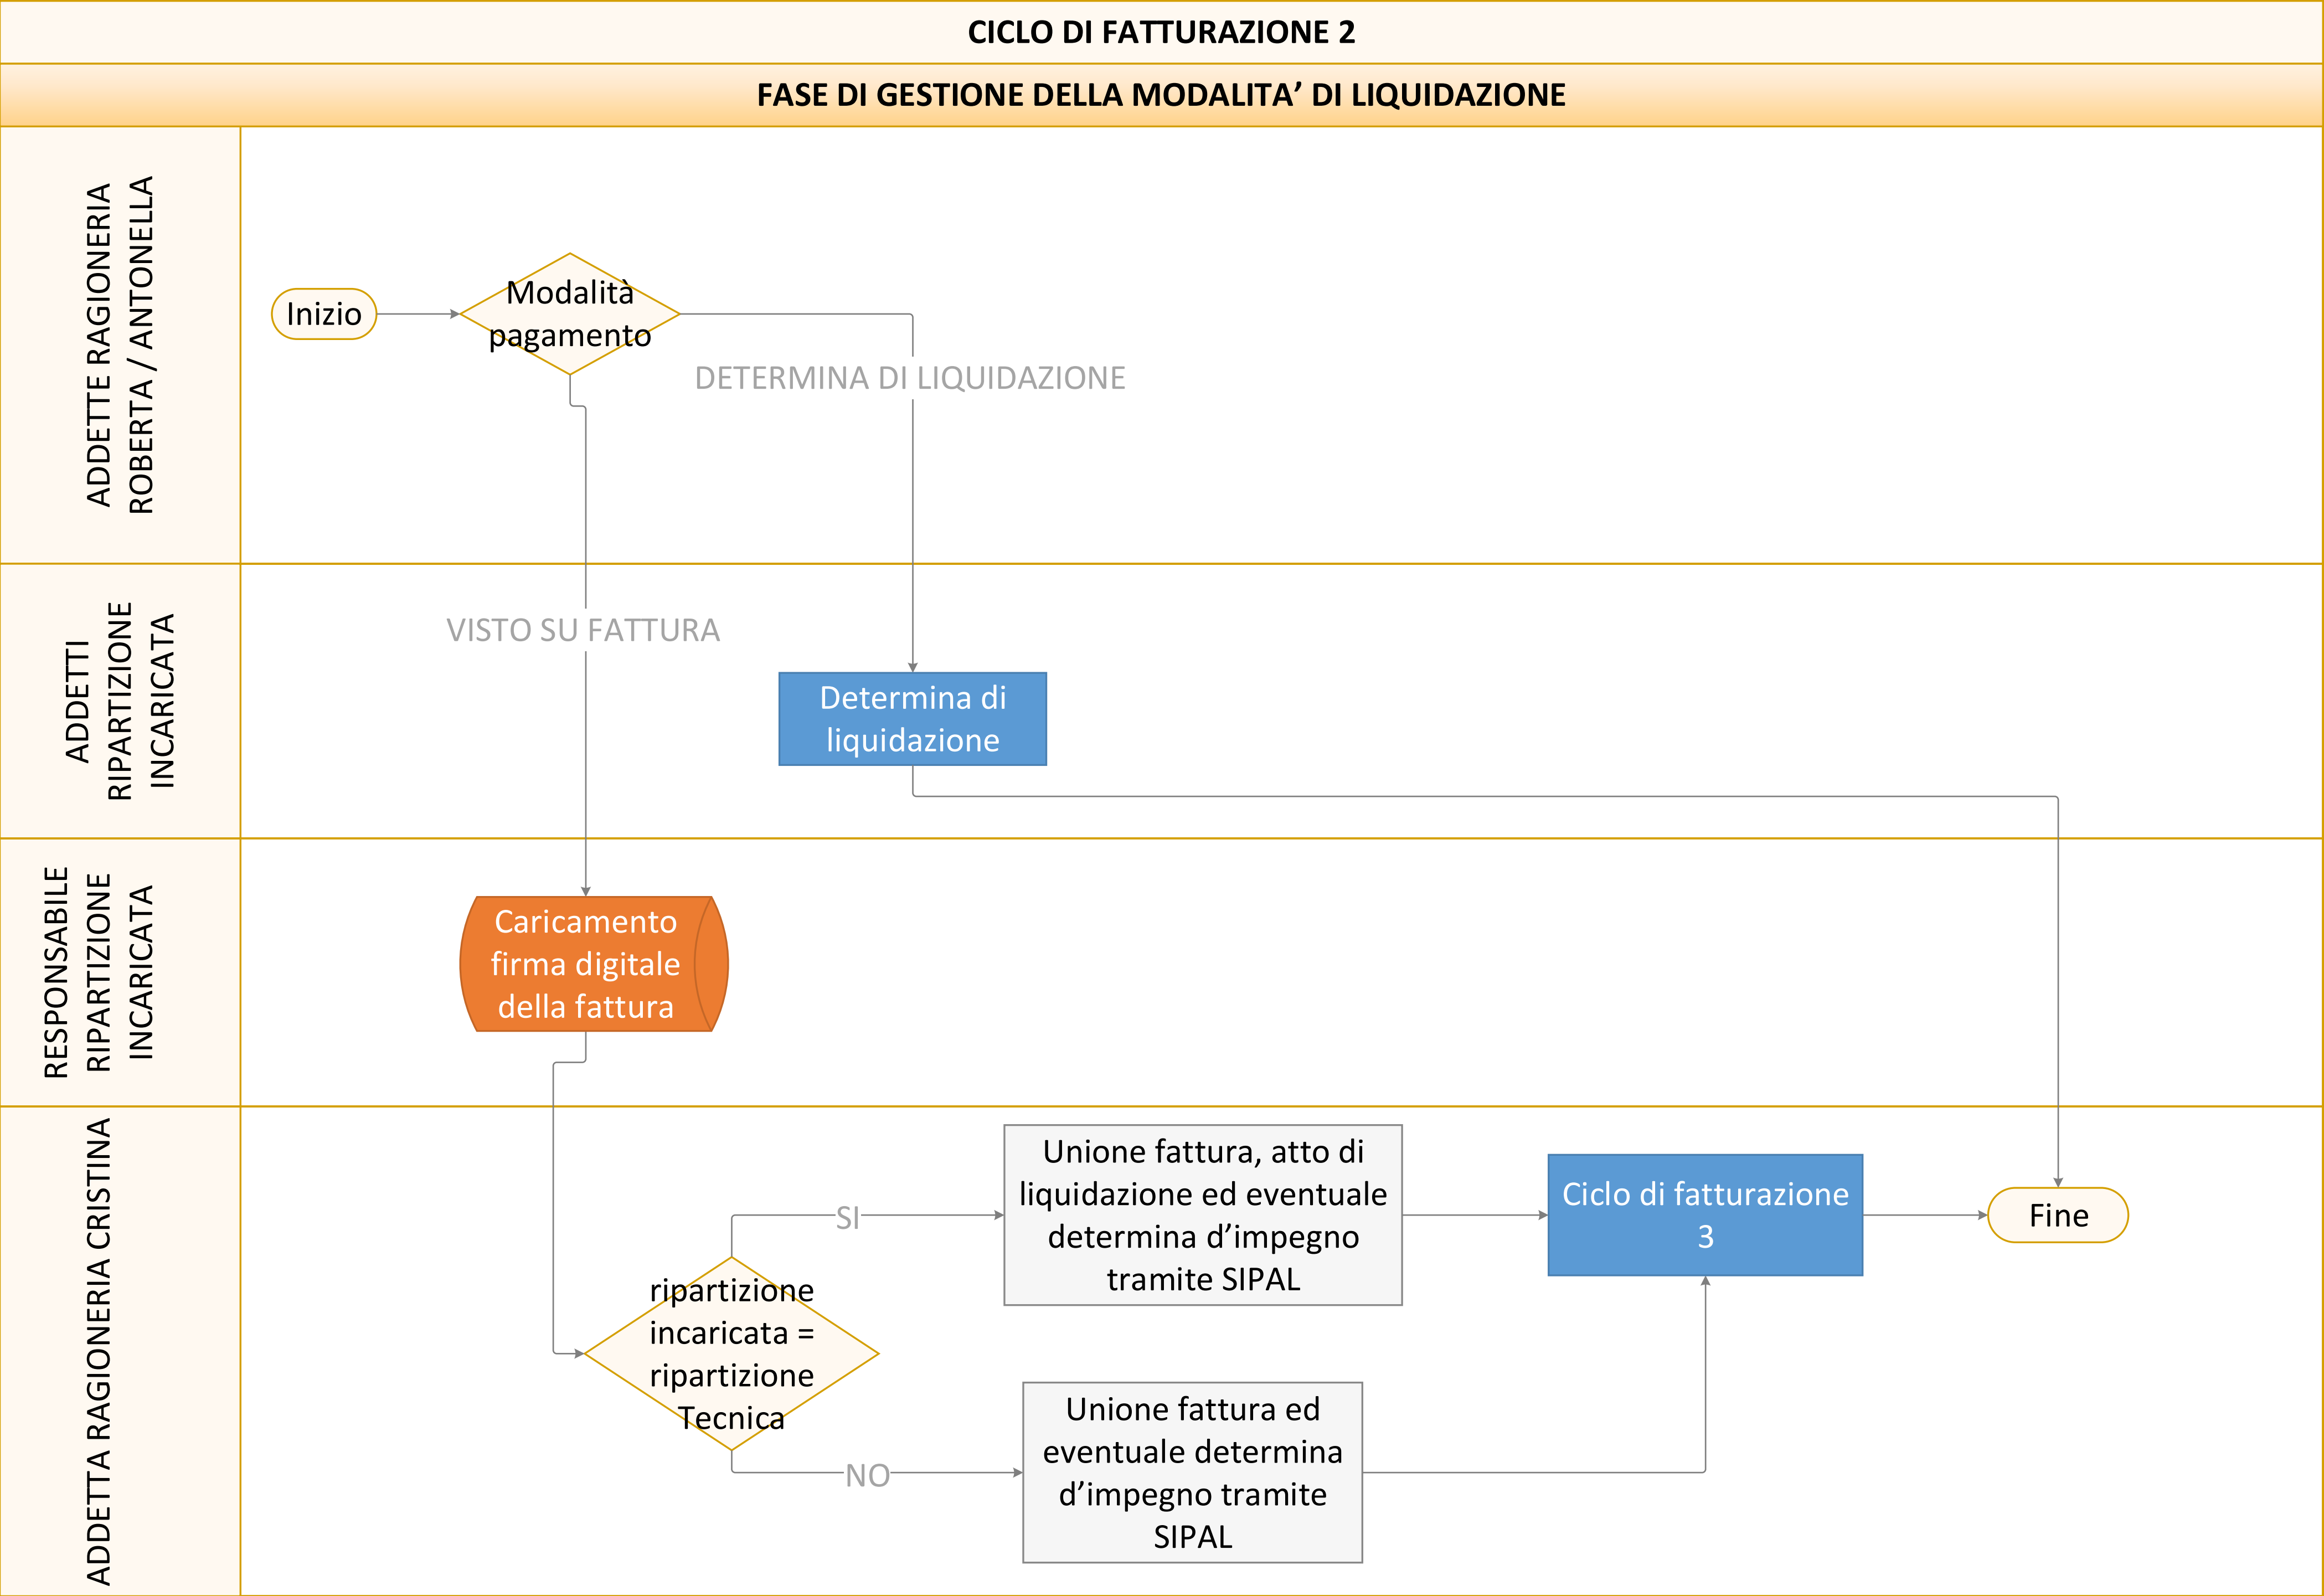 CICLO DI FATTURAZIONE 2
FASE DI GESTIONE DELLA MODALITA’ DI LIQUIDAZIONE
ADDETTE RAGIONERIA
ROBERTA / ANTONELLA
Inizio
Modalità
pagamento
DETERMINA DI LIQUIDAZIONE
ADDETTI
RIPARTIZIONE
INCARICATA
VISTO SU FATTURA
Determina di
liquidazione
RESPONSABILE
RIPARTIZIONE
INCARICATA
Caricamento
firma digitale
della fattura
ADDETTA RAGIONERIA CRISTINA
ripartizione
incaricata =
ripartizione
Tecnica
SI
Unione fattura, atto di
liquidazione ed eventuale
determina d’impegno
tramite SIPAL
NO
Unione fattura ed
eventuale determina
d’impegno tramite
SIPAL
Ciclo di fatturazione
3
Fine